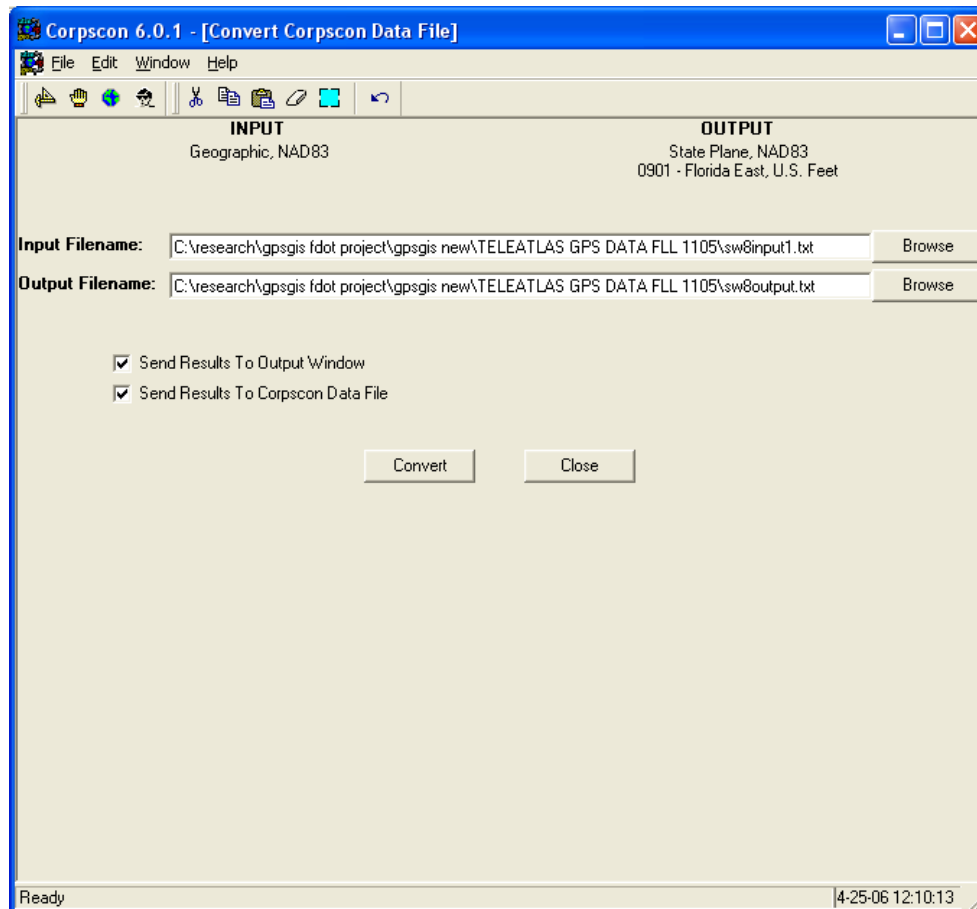 Corpscon 6.0.1 - [Convert Corpscon Data File]
File Edit Window Help
INPUT
Geographic, NAD83
OUTPUT
State Plane, NAD83
0901 - Florida East, U.S. Feet
Input Filename: C:\research\gpsgis fdot project\gpsgis new\TELEATLAS GPS DATA FLL 1105\sw8input1.txt Browse
Output Filename: C:\research\gpsgis fdot project\gpsgis new\TELEATLAS GPS DATA FLL 1105\sw8output.txt Browse
Send Results To Output Window
Send Results To Corpscon Data File
Convert Close
Ready 4-25-06 12:10:13